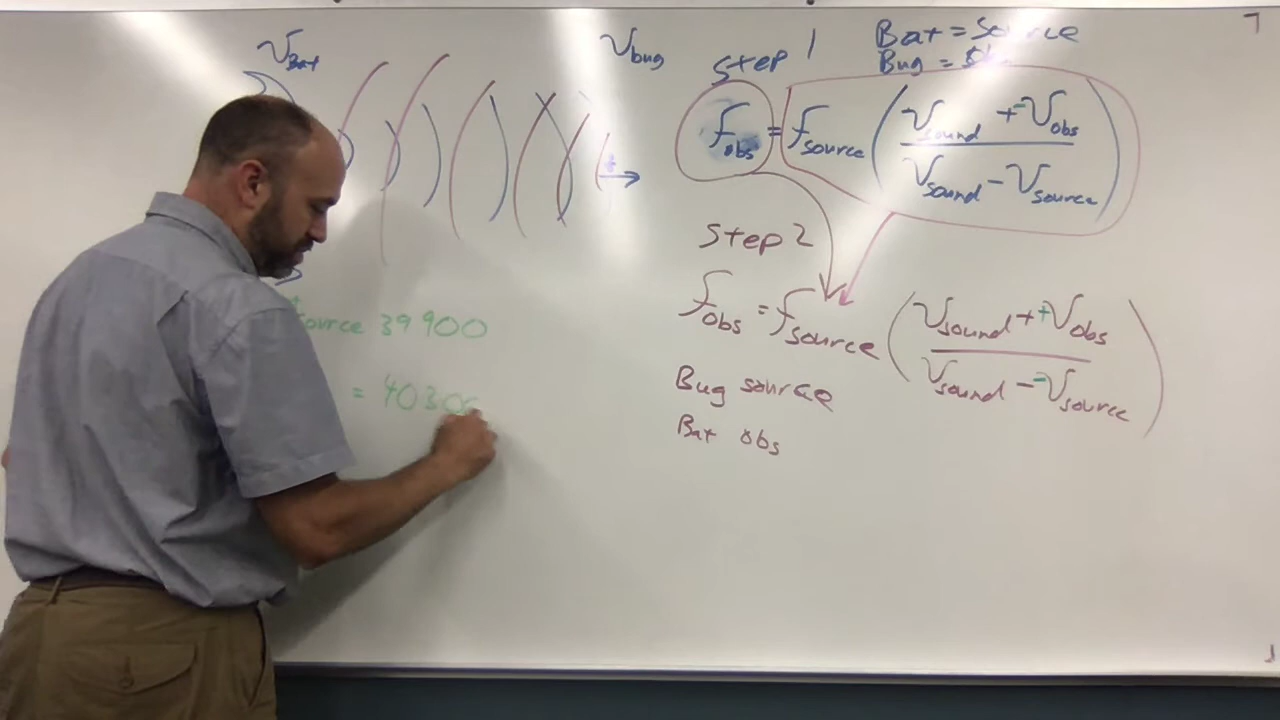 V_Bat
V_bug
Step 1
Bat = Source
Bug =
f_obs = f_source ( V_sound + -V_obs / V_sound - V_source )
Step 2
f_obs = f_source ( V_sound + +V_obs / V_sound - -V_source )
Bug source
Bat obs
39900
= 4030